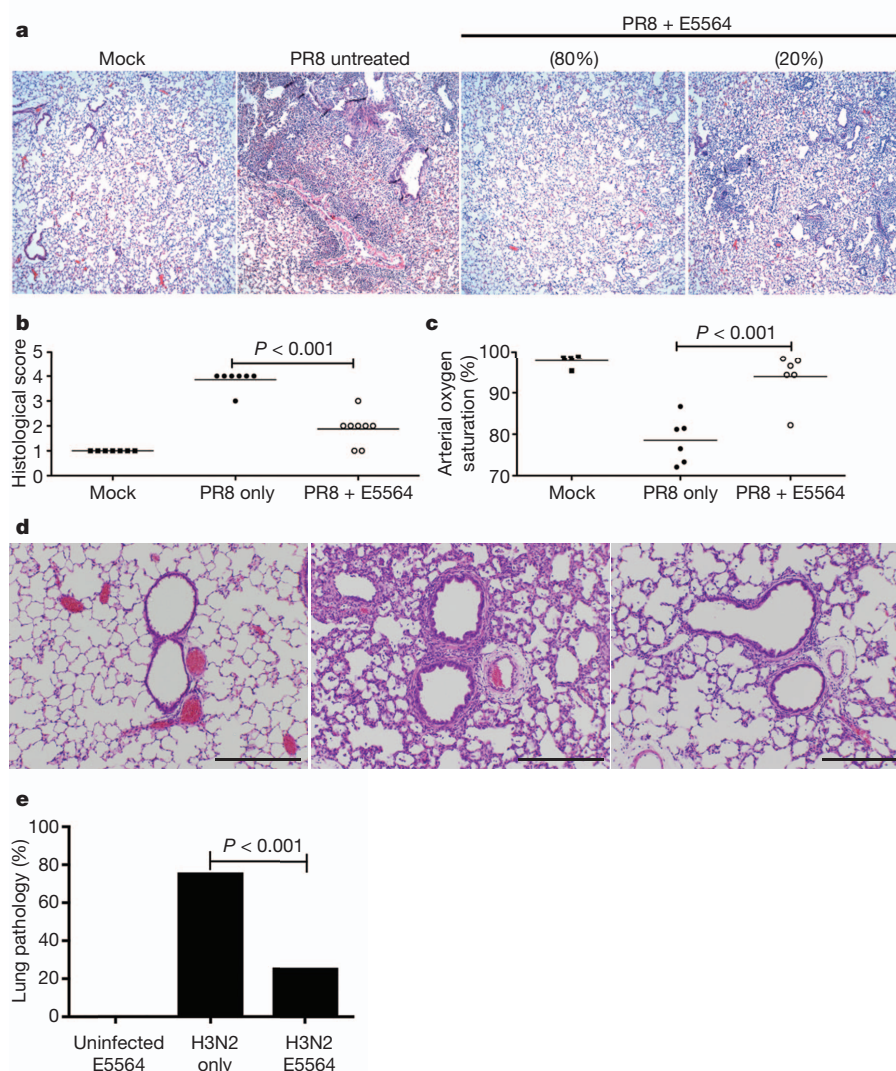 a
PR8 + E5564
Mock
PR8 untreated
(80%)
(20%)
b
Histological score
5
4
3
2
1
0
P < 0.001
Mock
PR8 only
PR8 + E5564
c
Arterial oxygen
saturation (%)
100
90
80
70
P < 0.001
Mock
PR8 only
PR8 + E5564
d
e
Lung pathology (%)
100
80
60
40
20
0
P < 0.001
Uninfected
E5564
H3N2
only
H3N2
E5564